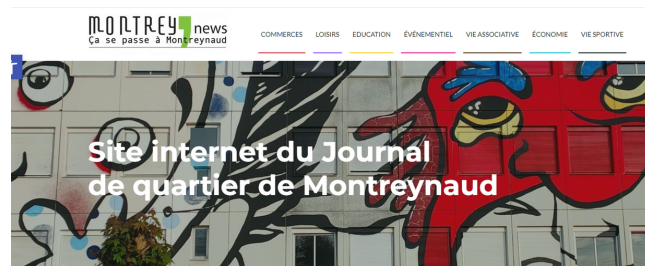 MONTREY news
Ça se passe à Montreynaud
COMMERCES LOISIRS EDUCATION ÉVÉNEMENTIEL VIE ASSOCIATIVE ÉCONOMIE VIE SPORTIVE
Site internet du Journal
de quartier de Montreynaud